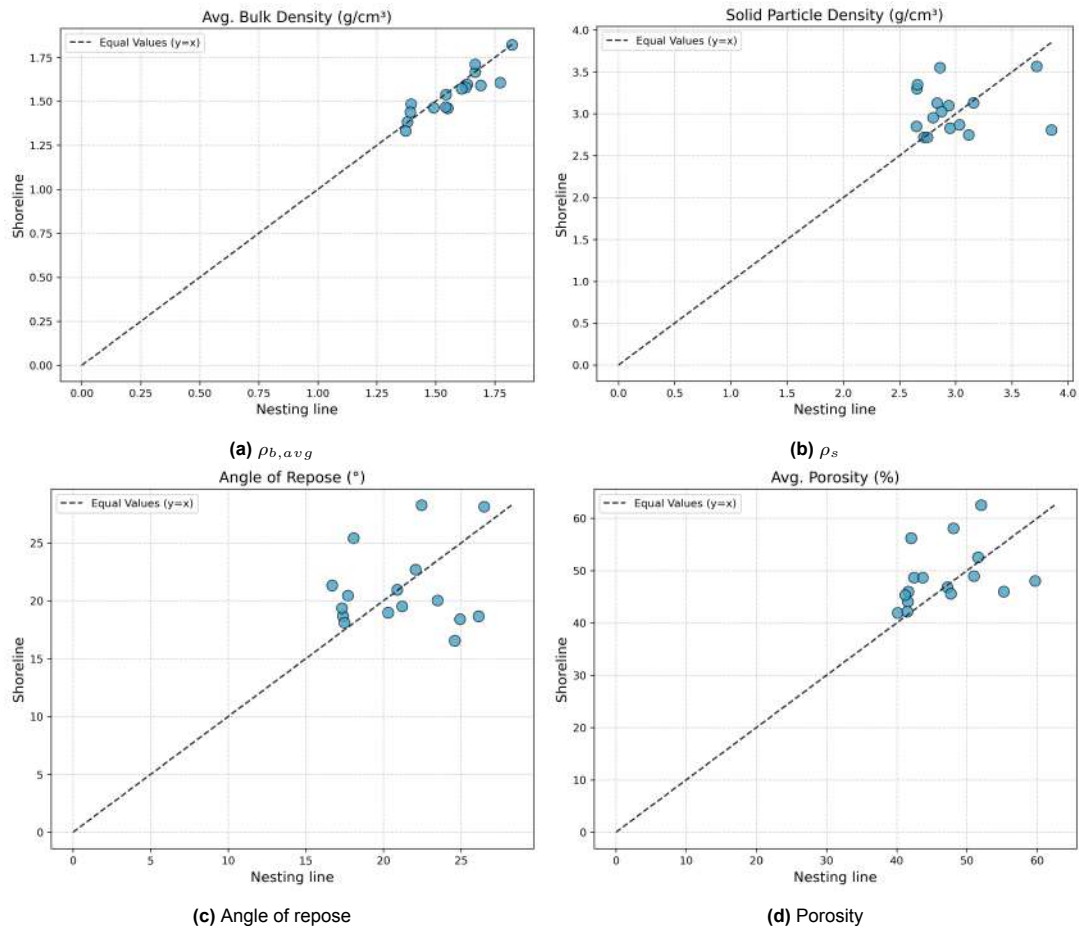 Avg. Bulk Density (g/cm³)
Equal Values (y=x)
1.75
1.50
1.25
1.00
0.75
0.50
0.25
0.00
Shoreline
0.00 0.25 0.50 0.75 1.00 1.25 1.50 1.75
Nesting line
(a) ρb,avg
Solid Particle Density (g/cm³)
Equal Values (y=x)
4.0
3.5
3.0
2.5
2.0
1.5
1.0
0.5
0.0
Shoreline
0.0 0.5 1.0 1.5 2.0 2.5 3.0 3.5 4.0
Nesting line
(b) ρs
Angle of Repose (°)
Equal Values (y=x)
25
20
15
10
5
0
Shoreline
0 5 10 15 20 25
Nesting line
(c) Angle of repose
Avg. Porosity (%)
Equal Values (y=x)
60
50
40
30
20
10
0
Shoreline
0 10 20 30 40 50 60
Nesting line
(d) Porosity